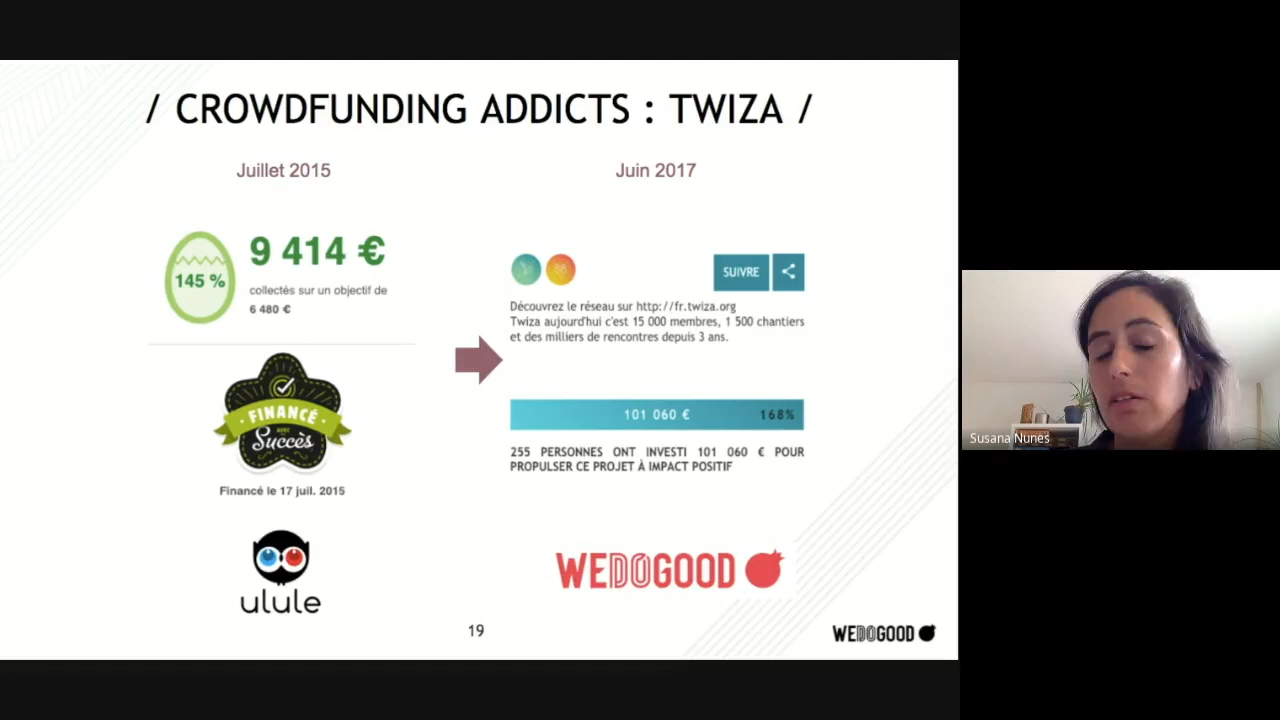 / CROWDFUNDING ADDICTS : TWIZA /
Juillet 2015
145 %
9 414 €
collectés sur un objectif de
6 480 €
FINANCÉ
AVEC
Succès
Financé le 17 juil. 2015
ulule
Juin 2017
SUIVRE
Découvrez le réseau sur http://fr.twiza.org
Twiza aujourd'hui c'est 15 000 membres, 1 500 chantiers
et des milliers de rencontres depuis 3 ans.
101 060 € 168%
255 PERSONNES ONT INVESTI 101 060 € POUR
PROPULSER CE PROJET À IMPACT POSITIF
WEDOGOOD
19
WEDOGOOD
Susana Nunes